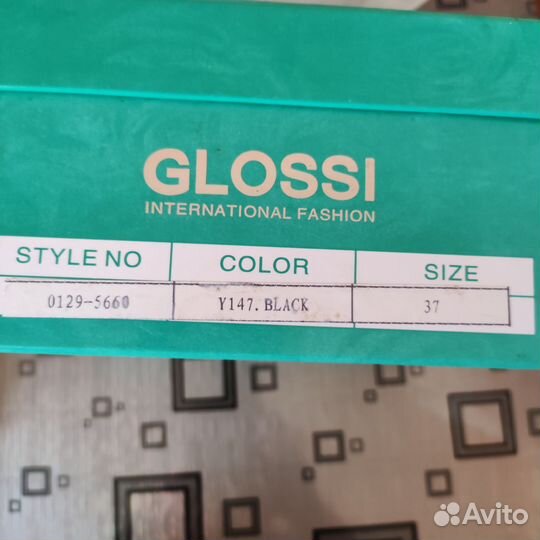 GLOSSI
INTERNATIONAL FASHION
STYLE NO COLOR SIZE
0129-5660 Y147. BLACK 37
Avito